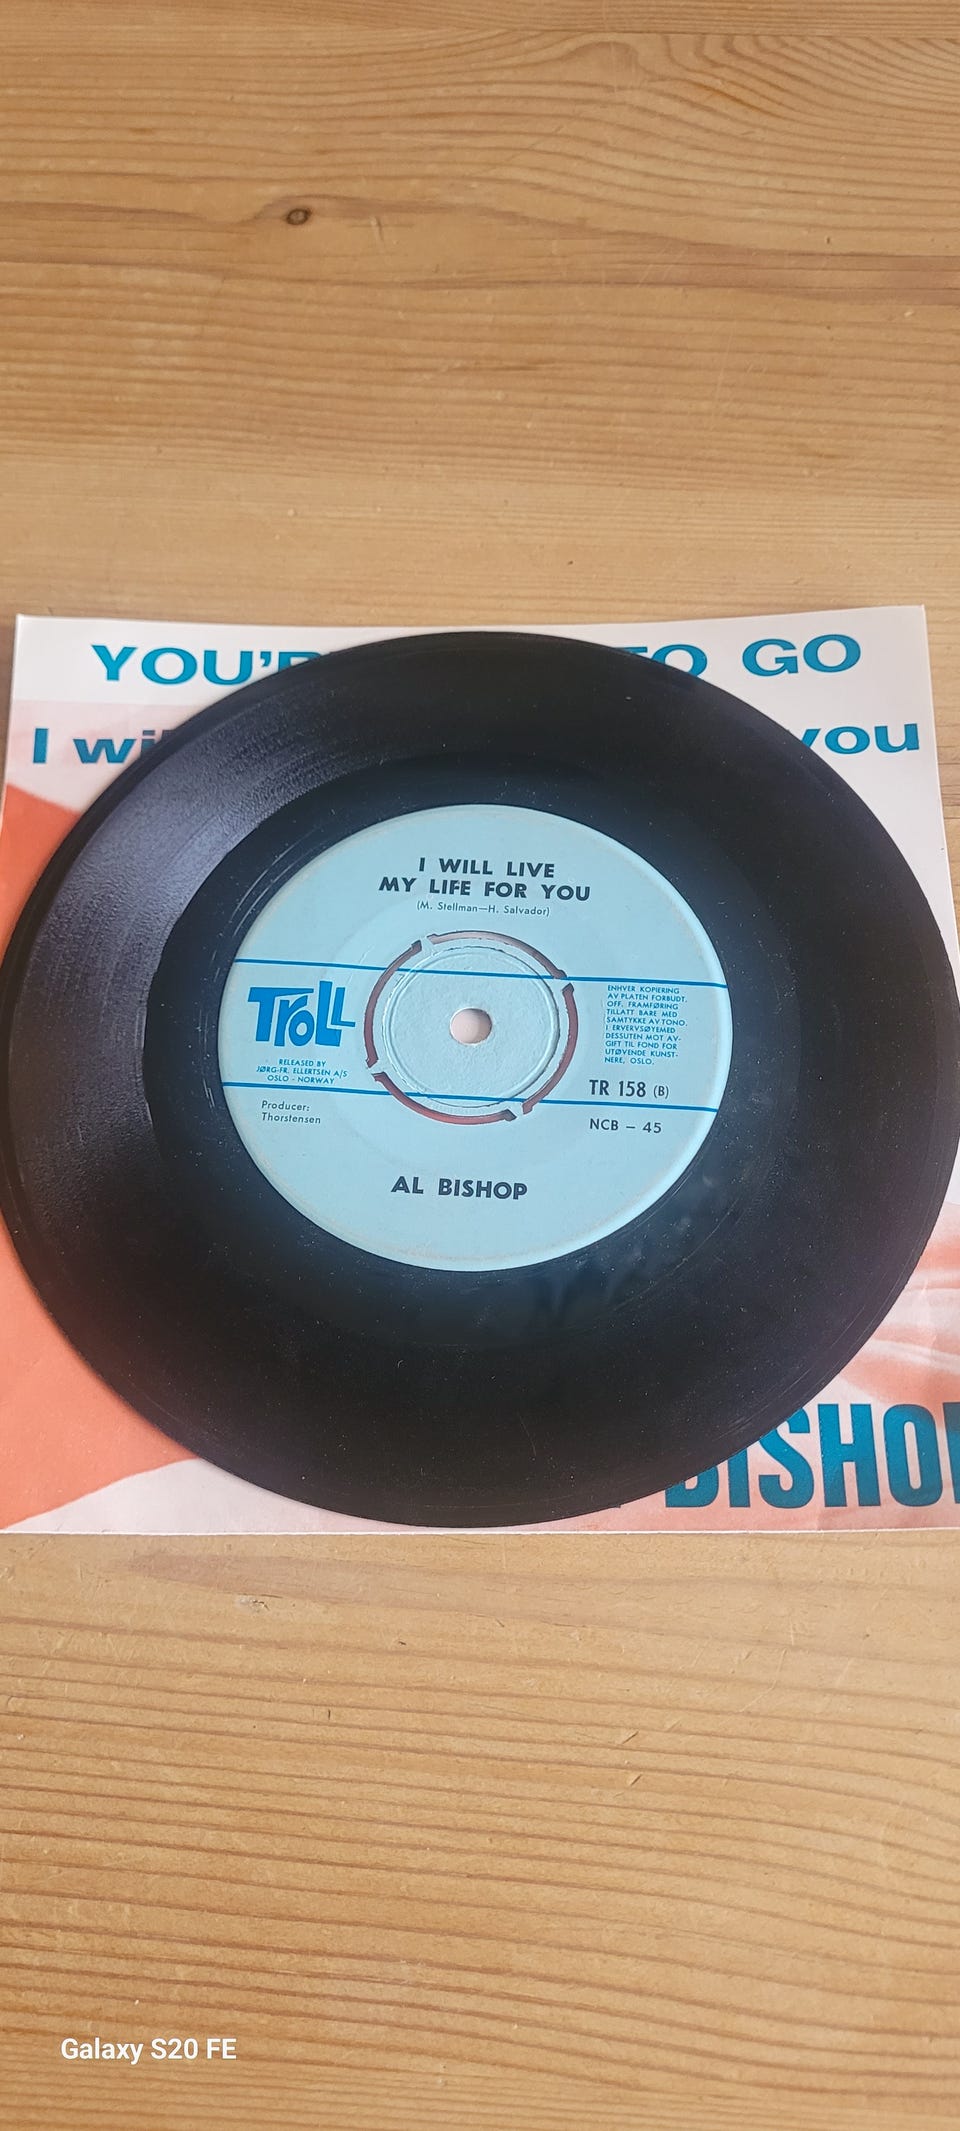 YOU'R TO GO
I wi you
I WILL LIVE
MY LIFE FOR YOU
(M. Stellman—H. Salvador)
TROLL
RELEASED BY
JØRG-FR. ELLERTSEN A/S
OSLO - NORWAY
Producer:
Thorstensen
ENHVER KOPIERING
AV PLATEN FORBUDT.
OFF. FRAMFØRING
TILLATT BARE MED
SAMTYKKE AV TONO.
I ERVERVSØYEMED
DESSUTEN MOT AV-
GIFT TIL FOND FOR
UTØVENDE KUNST-
NERE, OSLO.
TR 158 (B)
NCB – 45
AL BISHOP
BISHOP
Galaxy S20 FE